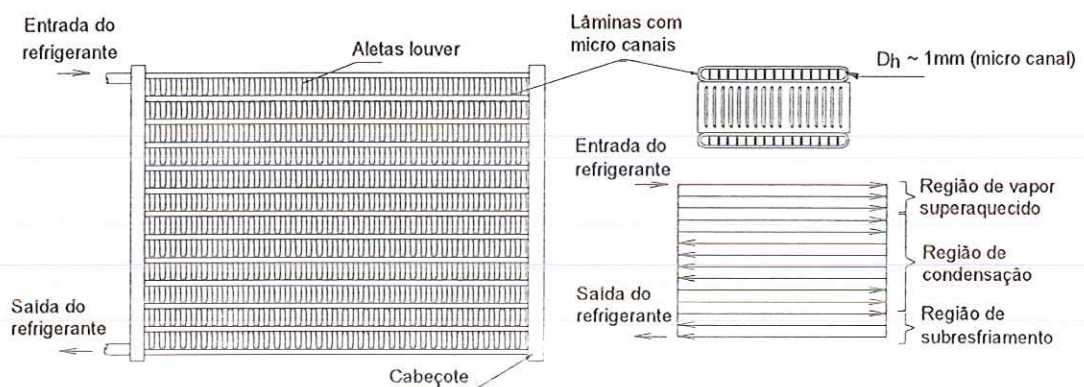 Entrada do
refrigerante
Aletas louver
Lâminas com
micro canais
Dh ~ 1mm (micro canal)
Entrada do
refrigerante
Região de vapor
superaquecido
Região de
condensação
Saída do
refrigerante
Saída do
refrigerante
Região de
subresfriamento
Cabeçote